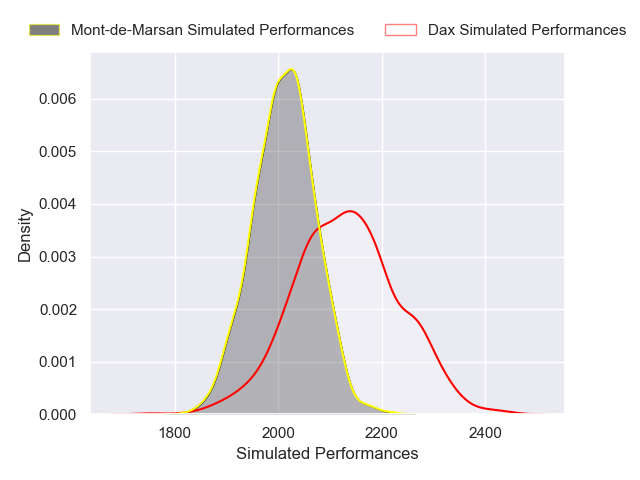 Mont-de-Marsan Simulated Performances
Dax Simulated Performances
0.006
0.005
0.004
0.003
0.002
0.001
0.000
Density
1800 2000 2200 2400
Simulated Performances